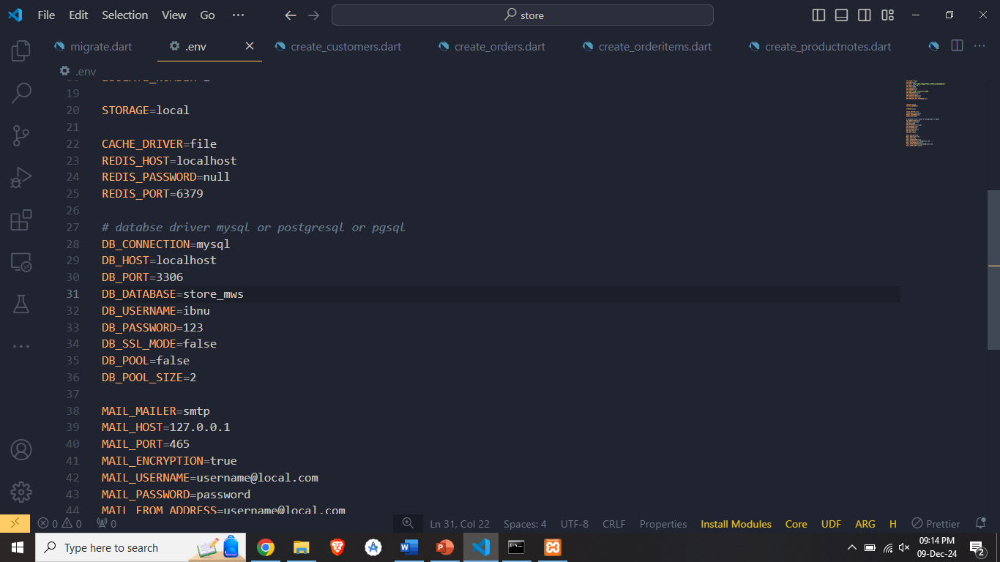 File Edit Selection View Go ··· store
migrate.dart .env create_customers.dart create_orders.dart create_orderitems.dart create_productnotes.dart
.env
19
20 STORAGE=local
21
22 CACHE_DRIVER=file
23 REDIS_HOST=localhost
24 REDIS_PASSWORD=null
25 REDIS_PORT=6379
26
27 # databse driver mysql or postgresql or pgsql
28 DB_CONNECTION=mysql
29 DB_HOST=localhost
30 DB_PORT=3306
31 DB_DATABASE=store_mws
32 DB_USERNAME=ibnu
33 DB_PASSWORD=123
34 DB_SSL_MODE=false
35 DB_POOL=false
36 DB_POOL_SIZE=2
37
38 MAIL_MAILER=smtp
39 MAIL_HOST=127.0.0.1
40 MAIL_PORT=465
41 MAIL_ENCRYPTION=true
42 MAIL_USERNAME=username@local.com
43 MAIL_PASSWORD=password
44 MAIL_FROM_ADDRESS=username@local.com
0 0 0 Ln 31, Col 22 Spaces: 4 UTF-8 CRLF Properties Install Modules Core UDF ARG H Prettier
Type here to search
09:14 PM
09-Dec-24
2